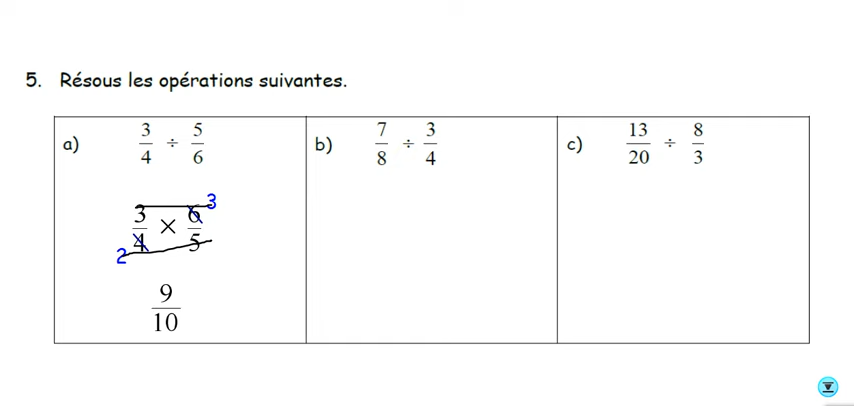 5. Résous les opérations suivantes.
a) 3/4 ÷ 5/6
b) 7/8 ÷ 3/4
c) 13/20 ÷ 8/3
3/4 × 6/5
3
2
9/10